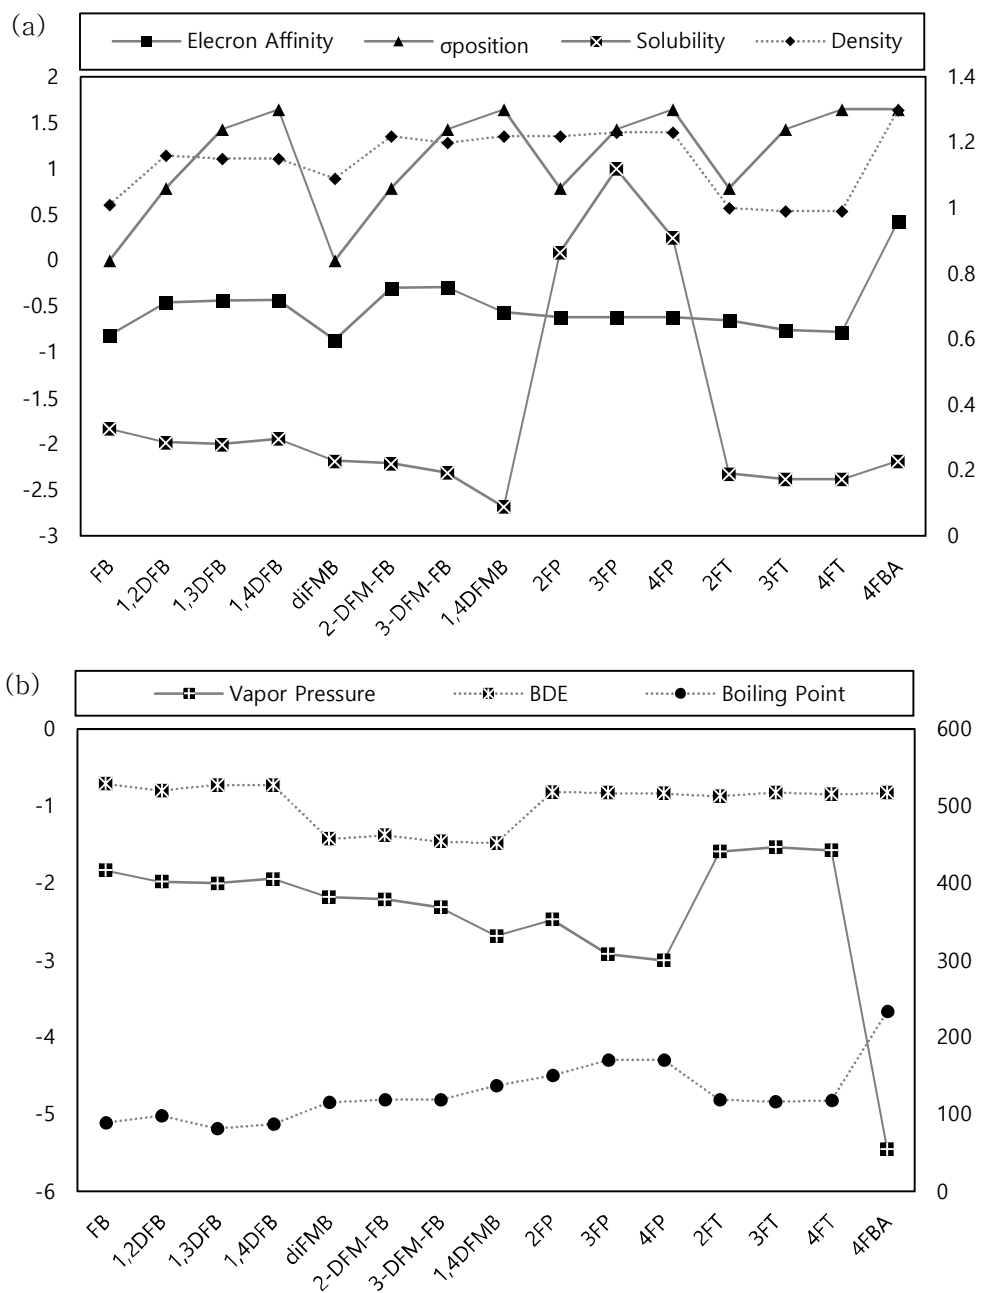 (a)
Elecron Affinity σposition Solubility Density
2
1.5
1
0.5
0
-0.5
-1
-1.5
-2
-2.5
-3
1.4
1.2
1
0.8
0.6
0.4
0.2
0
FB
1,2DFB
1,3DFB
1,4DFB
diFMB
2-DFM-FB
3-DFM-FB
1,4DFMB
2FP
3FP
4FP
2FT
3FT
4FT
4FBA
(b)
Vapor Pressure BDE Boiling Point
0
-1
-2
-3
-4
-5
-6
600
500
400
300
200
100
0
FB
1,2DFB
1,3DFB
1,4DFB
diFMB
2-DFM-FB
3-DFM-FB
1,4DFMB
2FP
3FP
4FP
2FT
3FT
4FT
4FBA